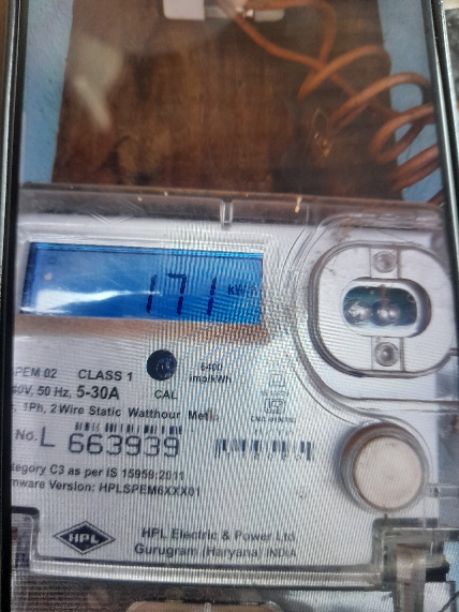 171 kWh
PEM 02 CLASS 1
6400
imp/kWh
40V, 50 Hz, 5-30A
CAL
1Ph, 2 Wire Static Watthour
No. L 663939
tegory C3 as per IS 15959:2011
mware Version: HPLSPEM6XXX01
HPL
HPL Electric & Power Ltd
Gurugram (Haryana) INDIA